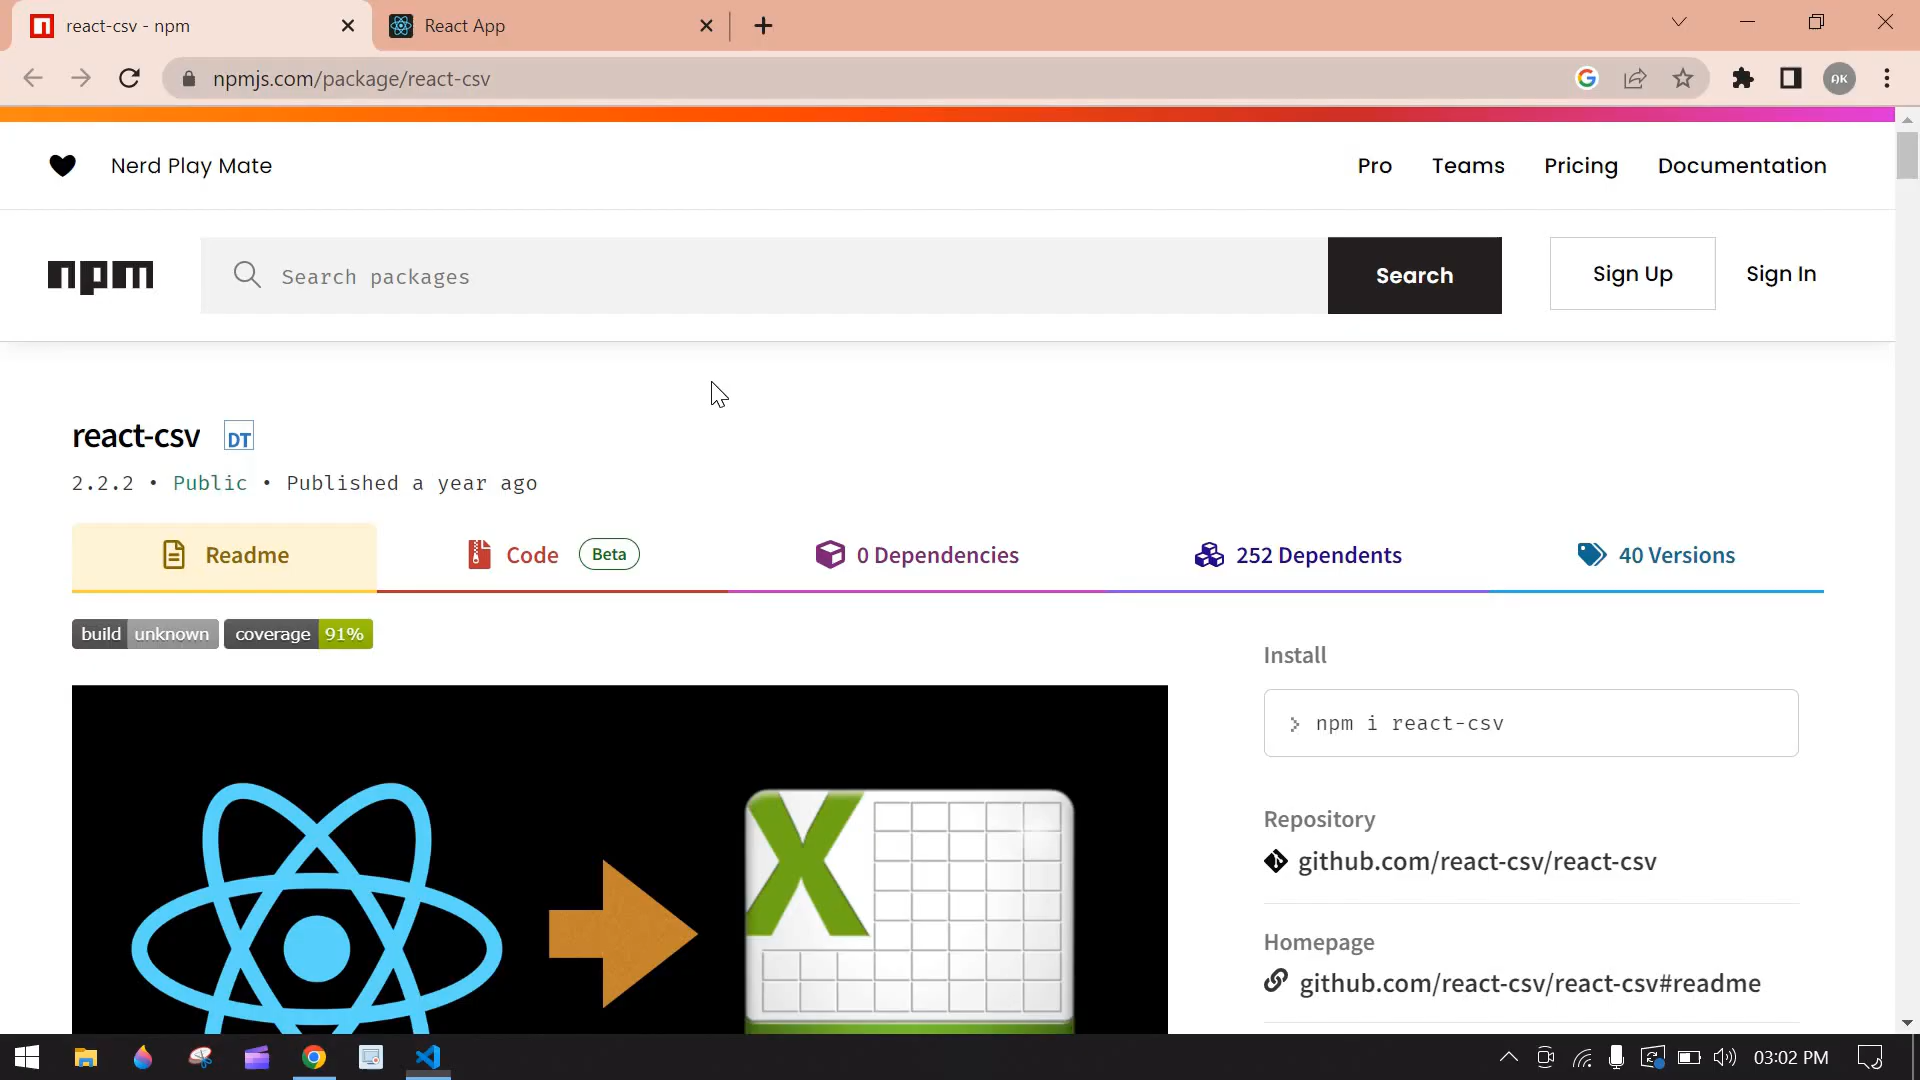 react-csv - npm
React App
npmjs.com/package/react-csv
AK
Nerd Play Mate
Pro
Teams
Pricing
Documentation
npm
Search packages
Search
Sign Up
Sign In
react-csv
DT
2.2.2 • Public • Published a year ago
Readme
Code
Beta
0 Dependencies
252 Dependents
40 Versions
build unknown
coverage 91%
Install
npm i react-csv
Repository
github.com/react-csv/react-csv
Homepage
github.com/react-csv/react-csv#readme
X
03:02 PM